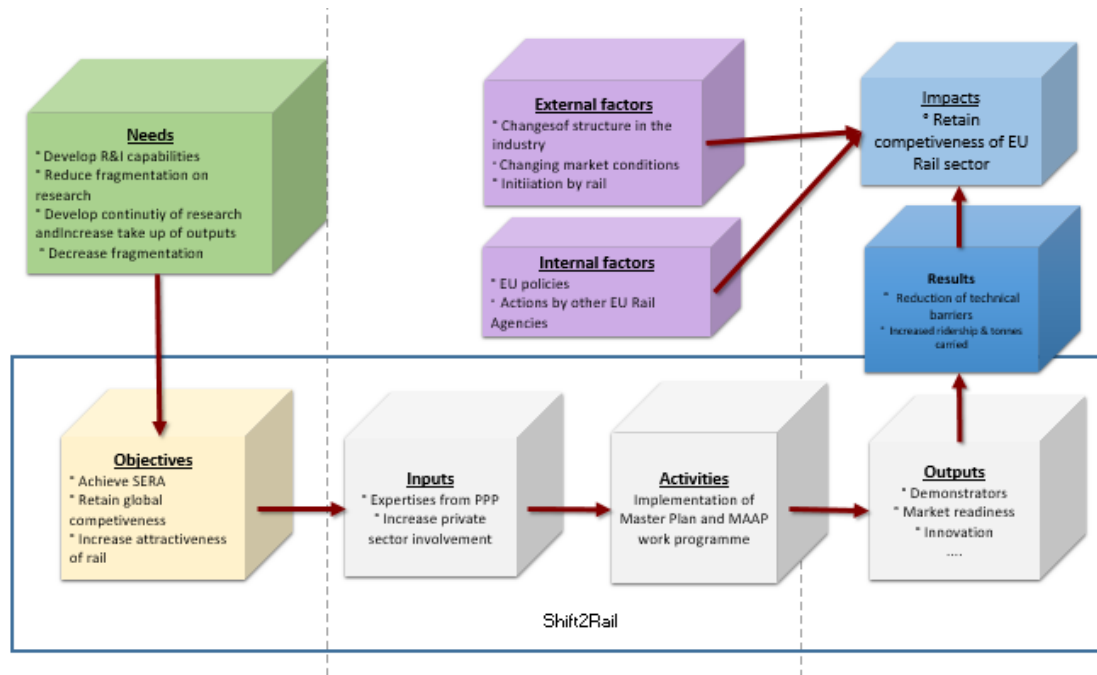 Needs
* Develop R&I capabilities
* Reduce fragmentation on
research
* Develop continutiy of research
andIncrease take up of outputs
* Decrease fragmentation
External factors
* Changesof structure in the
industry
· Changing market conditions
* Initiiation by rail
Internal factors
* EU policies
· Actions by other EU Rail
Agencies
Impacts
* Retain
competiveness of EU
Rail sector
Results
* Reduction of technical
barriers
* Increased ridership & tonnes
carried
Objectives
* Achieve SERA
* Retain global
competiveness
* Increase attractiveness
of rail
Inputs
* Expertises from PPP
* Increase private
sector involvement
Activities
Implementation of
Master Plan and MAAP
work programme
Outputs
* Demonstrators
* Market readiness
* Innovation
....
Shift2Rail